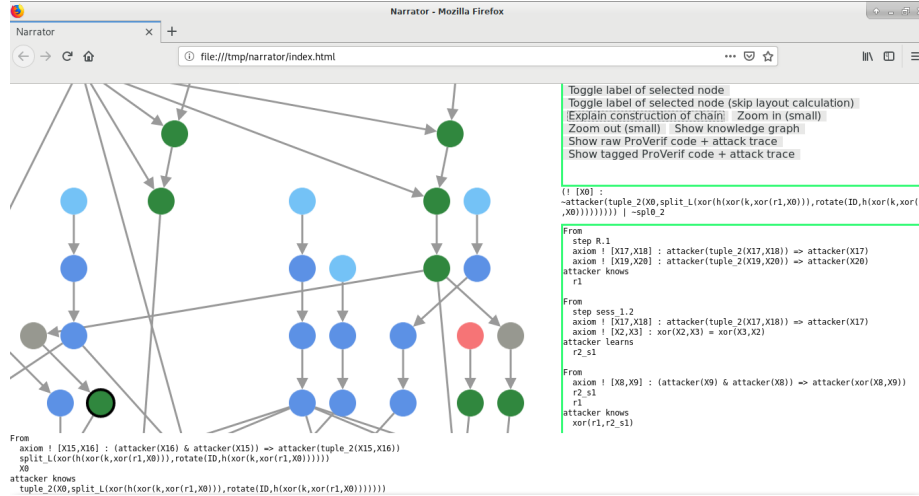 Narrator - Mozilla Firefox
Narrator × +
file:///tmp/narrator/index.html
Toggle label of selected node
Toggle label of selected node (skip layout calculation)
Explain construction of chain Zoom in (small)
Zoom out (small) Show knowledge graph
Show raw ProVerif code + attack trace
Show tagged ProVerif code + attack trace
(! [X0] :
~attacker(tuple_2(X0,split_L(xor(h(xor(k,xor(r1,X0))),rotate(ID,h(xor(k,xor(
,X0))))))))) | ~spl0_2
From
step R.1
axiom ! [X17,X18] : attacker(tuple_2(X17,X18)) => attacker(X17)
axiom ! [X19,X20] : attacker(tuple_2(X19,X20)) => attacker(X20)
attacker knows
r1
From
step sess_1.2
axiom ! [X17,X18] : attacker(tuple_2(X17,X18)) => attacker(X17)
axiom ! [X2,X3] : xor(X2,X3) = xor(X3,X2)
attacker learns
r2_s1
From
axiom ! [X8,X9] : (attacker(X9) & attacker(X8)) => attacker(xor(X8,X9))
r2_s1
r1
attacker knows
xor(r1,r2_s1)
From
axiom ! [X15,X16] : (attacker(X16) & attacker(X15)) => attacker(tuple_2(X15,X16))
split_L(xor(h(xor(k,xor(r1,X0))),rotate(ID,h(xor(k,xor(r1,X0))))))
X0
attacker knows
tuple_2(X0,split_L(xor(h(xor(k,xor(r1,X0))),rotate(ID,h(xor(k,xor(r1,X0)))))))